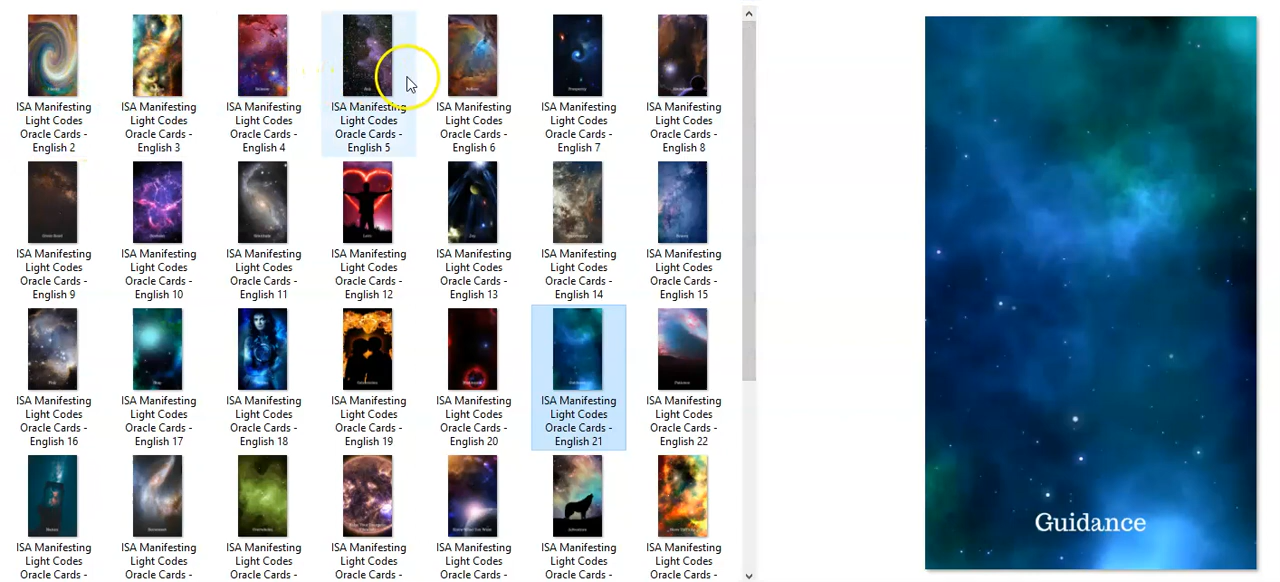 ISA Manifesting
Light Codes
Oracle Cards -
English 2
ISA Manifesting
Light Codes
Oracle Cards -
English 3
ISA Manifesting
Light Codes
Oracle Cards -
English 4
ISA Manifesting
Light Codes
Oracle Cards -
English 5
ISA Manifesting
Light Codes
Oracle Cards -
English 6
Prosperity
ISA Manifesting
Light Codes
Oracle Cards -
English 7
ISA Manifesting
Light Codes
Oracle Cards -
English 8
ISA Manifesting
Light Codes
Oracle Cards -
English 9
ISA Manifesting
Light Codes
Oracle Cards -
English 10
ISA Manifesting
Light Codes
Oracle Cards -
English 11
Love
ISA Manifesting
Light Codes
Oracle Cards -
English 12
Joy
ISA Manifesting
Light Codes
Oracle Cards -
English 13
ISA Manifesting
Light Codes
Oracle Cards -
English 14
Beauty
ISA Manifesting
Light Codes
Oracle Cards -
English 15
ISA Manifesting
Light Codes
Oracle Cards -
English 16
ISA Manifesting
Light Codes
Oracle Cards -
English 17
ISA Manifesting
Light Codes
Oracle Cards -
English 18
ISA Manifesting
Light Codes
Oracle Cards -
English 19
ISA Manifesting
Light Codes
Oracle Cards -
English 20
Guidance
ISA Manifesting
Light Codes
Oracle Cards -
English 21
Patience
ISA Manifesting
Light Codes
Oracle Cards -
English 22
ISA Manifesting
Light Codes
Oracle Cards -
ISA Manifesting
Light Codes
Oracle Cards -
ISA Manifesting
Light Codes
Oracle Cards -
ISA Manifesting
Light Codes
Oracle Cards -
ISA Manifesting
Light Codes
Oracle Cards -
Adventure
ISA Manifesting
Light Codes
Oracle Cards -
ISA Manifesting
Light Codes
Oracle Cards -
Guidance